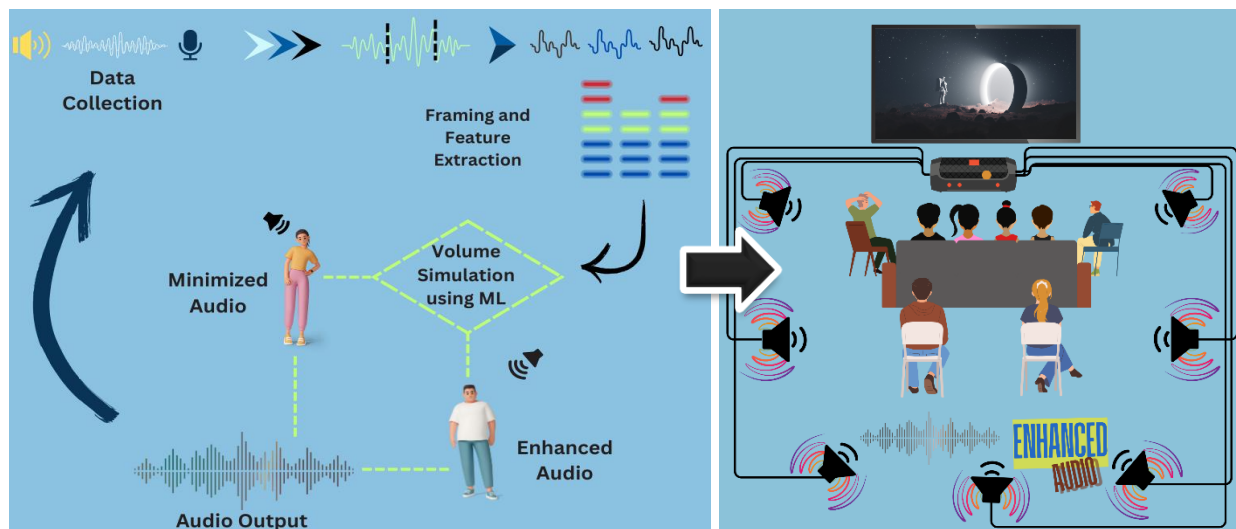 Data
Collection
Framing and
Feature
Extraction
Volume
Simulation
using ML
Minimized
Audio
Enhanced
Audio
Audio Output
ENHANCED
AUDIO